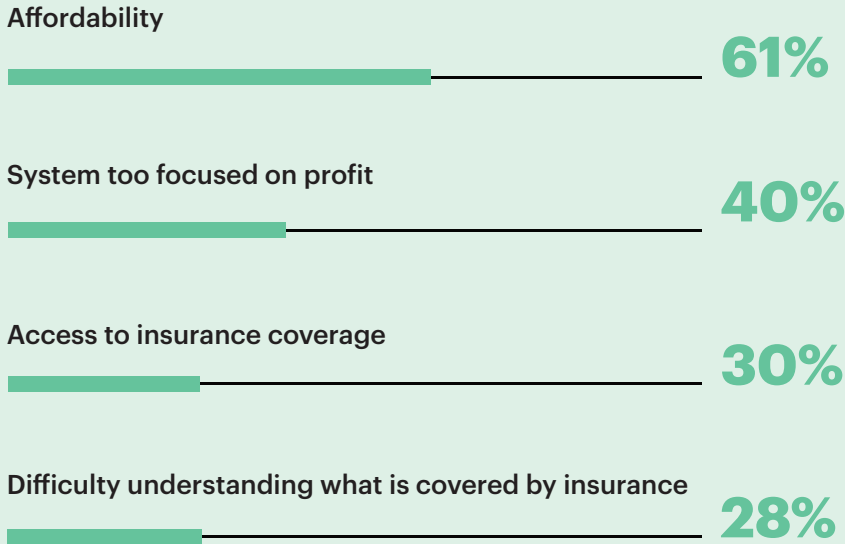 Affordability
61%
System too focused on profit
40%
Access to insurance coverage
30%
Difficulty understanding what is covered by insurance
28%